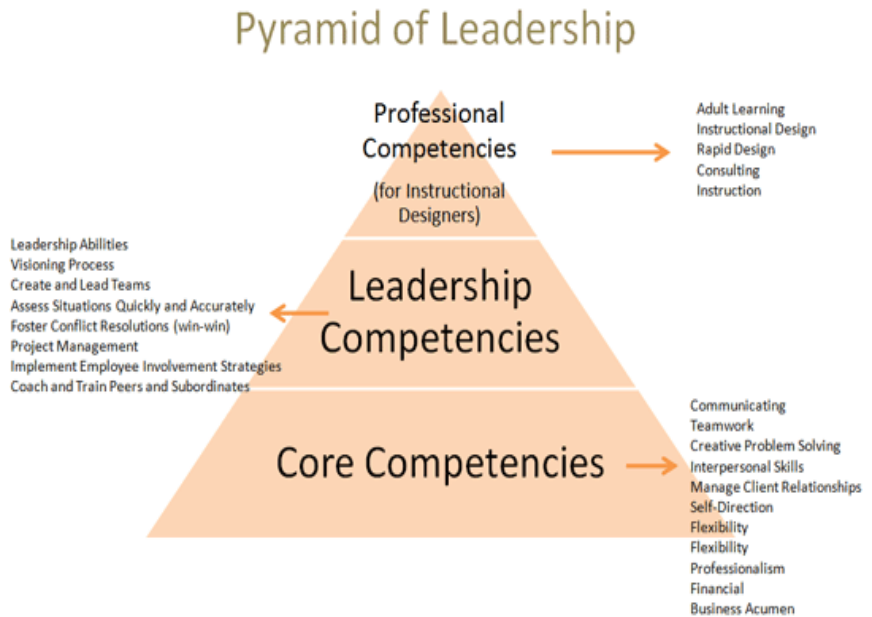 Pyramid of Leadership
Professional
Competencies
(for Instructional
Designers)
Adult Learning
Instructional Design
Rapid Design
Consulting
Instruction
Leadership Abilities
Visioning Process
Create and Lead Teams
Assess Situations Quickly and Accurately
Foster Conflict Resolutions (win-win)
Project Management
Implement Employee Involvement Strategies
Coach and Train Peers and Subordinates
Leadership
Competencies
Core Competencies
Communicating
Teamwork
Creative Problem Solving
Interpersonal Skills
Manage Client Relationships
Self-Direction
Flexibility
Flexibility
Professionalism
Financial
Business Acumen